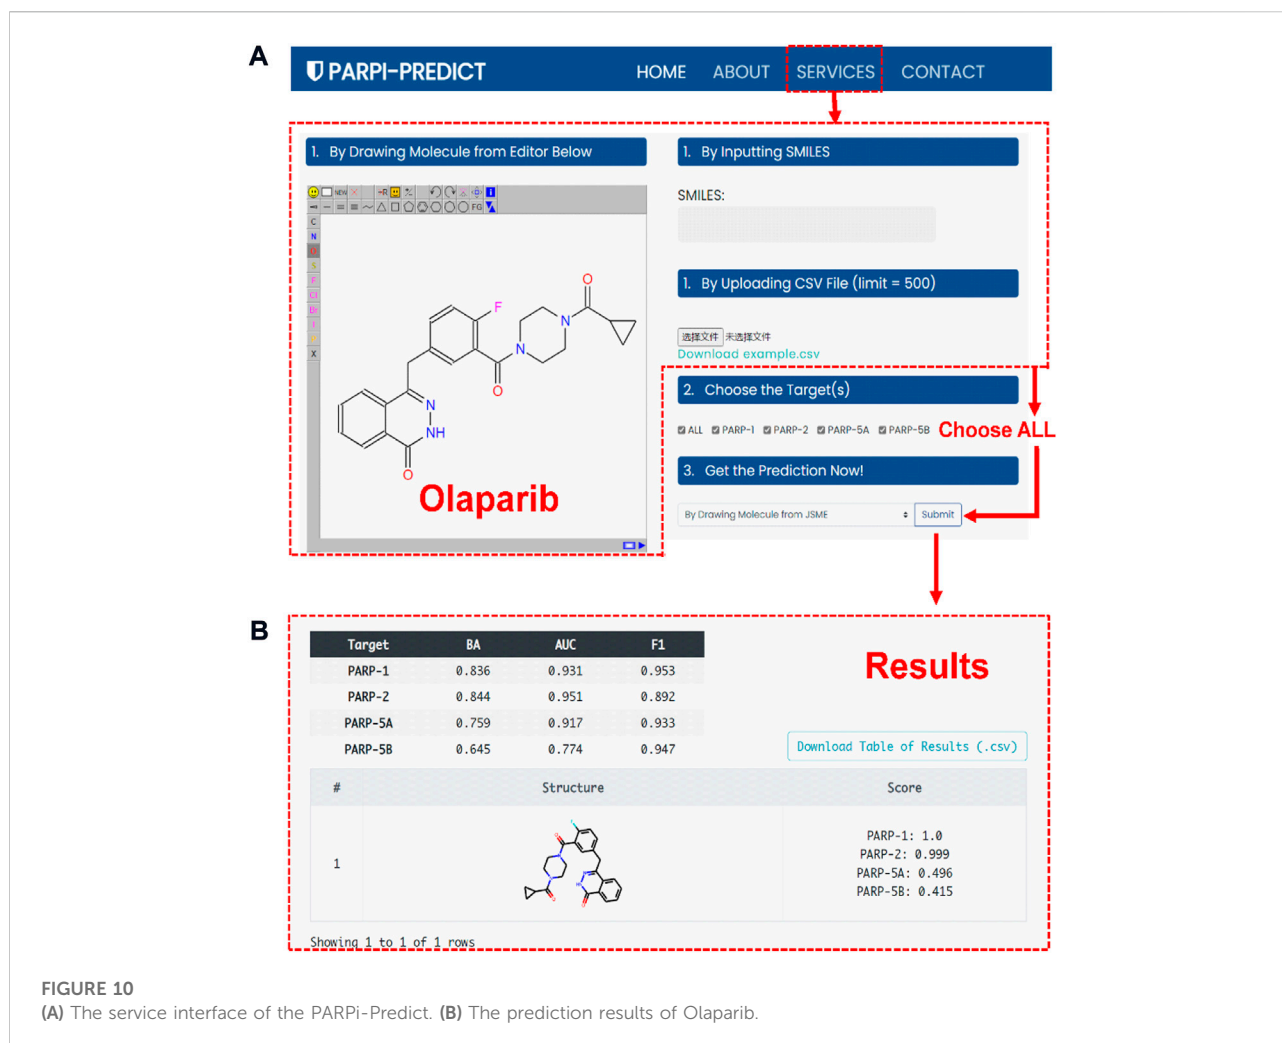 A
PARPI-PREDICT HOME ABOUT SERVICES CONTACT
1. By Drawing Molecule from Editor Below
NEW
+R
FG
C
N
O
S
F
Cl
Br
I
X
F
O
N
N
O
N
NH
O
Olaparib
1. By Inputting SMILES
SMILES:
1. By Uploading CSV File (limit = 500)
选择文件 未选择文件
Download example.csv
2. Choose the Target(s)
ALL PARP-1 PARP-2 PARP-5A PARP-5B Choose ALL
3. Get the Prediction Now!
By Drawing Molecule from JSME Submit
B
Target BA AUC F1
PARP-1 0.836 0.931 0.953
PARP-2 0.844 0.951 0.892
PARP-5A 0.759 0.917 0.933
PARP-5B 0.645 0.774 0.947
Results
Download Table of Results (.csv)
# Structure Score
1
PARP-1: 1.0
PARP-2: 0.999
PARP-5A: 0.496
PARP-5B: 0.415
Showing 1 to 1 of 1 rows
FIGURE 10
(A) The service interface of the PARPi-Predict. (B) The prediction results of Olaparib.